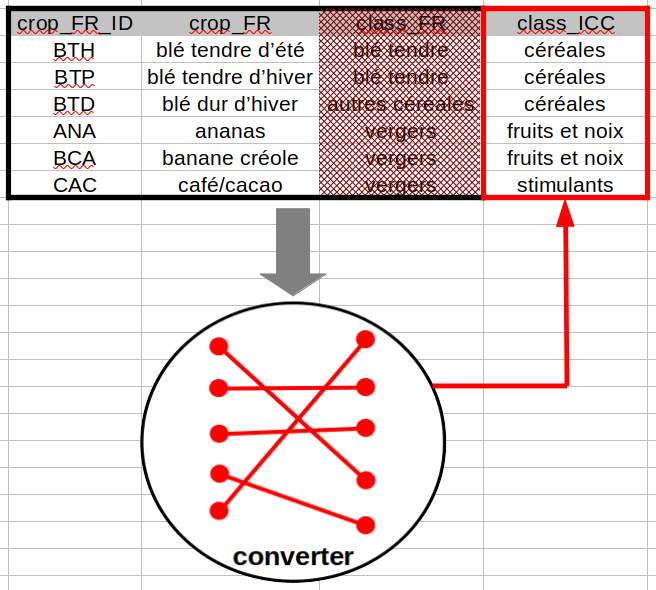 crop_FR_ID crop_FR class_FR class_ICC
BTH blé tendre d’été blé tendre céréales
BTP blé tendre d’hiver blé tendre céréales
BTD blé dur d’hiver autres céréales céréales
ANA ananas vergers fruits et noix
BCA banane créole vergers fruits et noix
CAC café/cacao vergers stimulants
converter